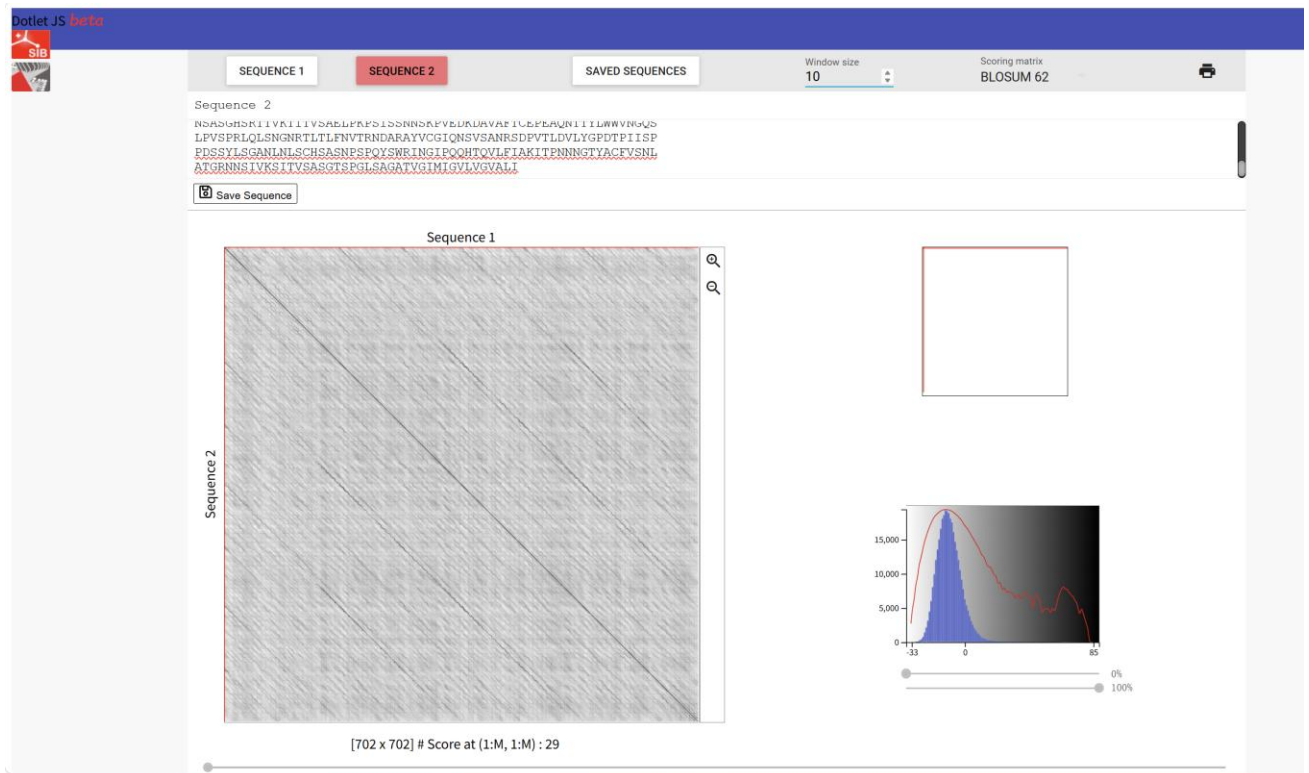 Dotlet JS beta
SIB
SEQUENCE 1
SEQUENCE 2
SAVED SEQUENCES
Window size
10
Scoring matrix
BLOSUM 62
Sequence 2
NSASGHSRTTVKTITVSAELPKPSISSNNSKPVEDKDAVAFTCEPEAQNTTYLWWVNGQS
LPVSPRLQLSNGNRTLTLFNVTRNDARAYVCGIQNSVSANRSDPVTLDVLYGPDTPIISP
PDSSYLSGANLNLSCHSASNPSPQYSWRINGIPQQHTQVLFIAKITPNNNGTYACFVSNL
ATGRNNSIVKSITVSASGTSPGLSAGATVGIMIGVLVGVALI
Save Sequence
Sequence 1
Sequence 2
15,000
10,000
5,000
0
-33
0
85
0%
100%
[702 x 702] # Score at (1:M, 1:M) : 29